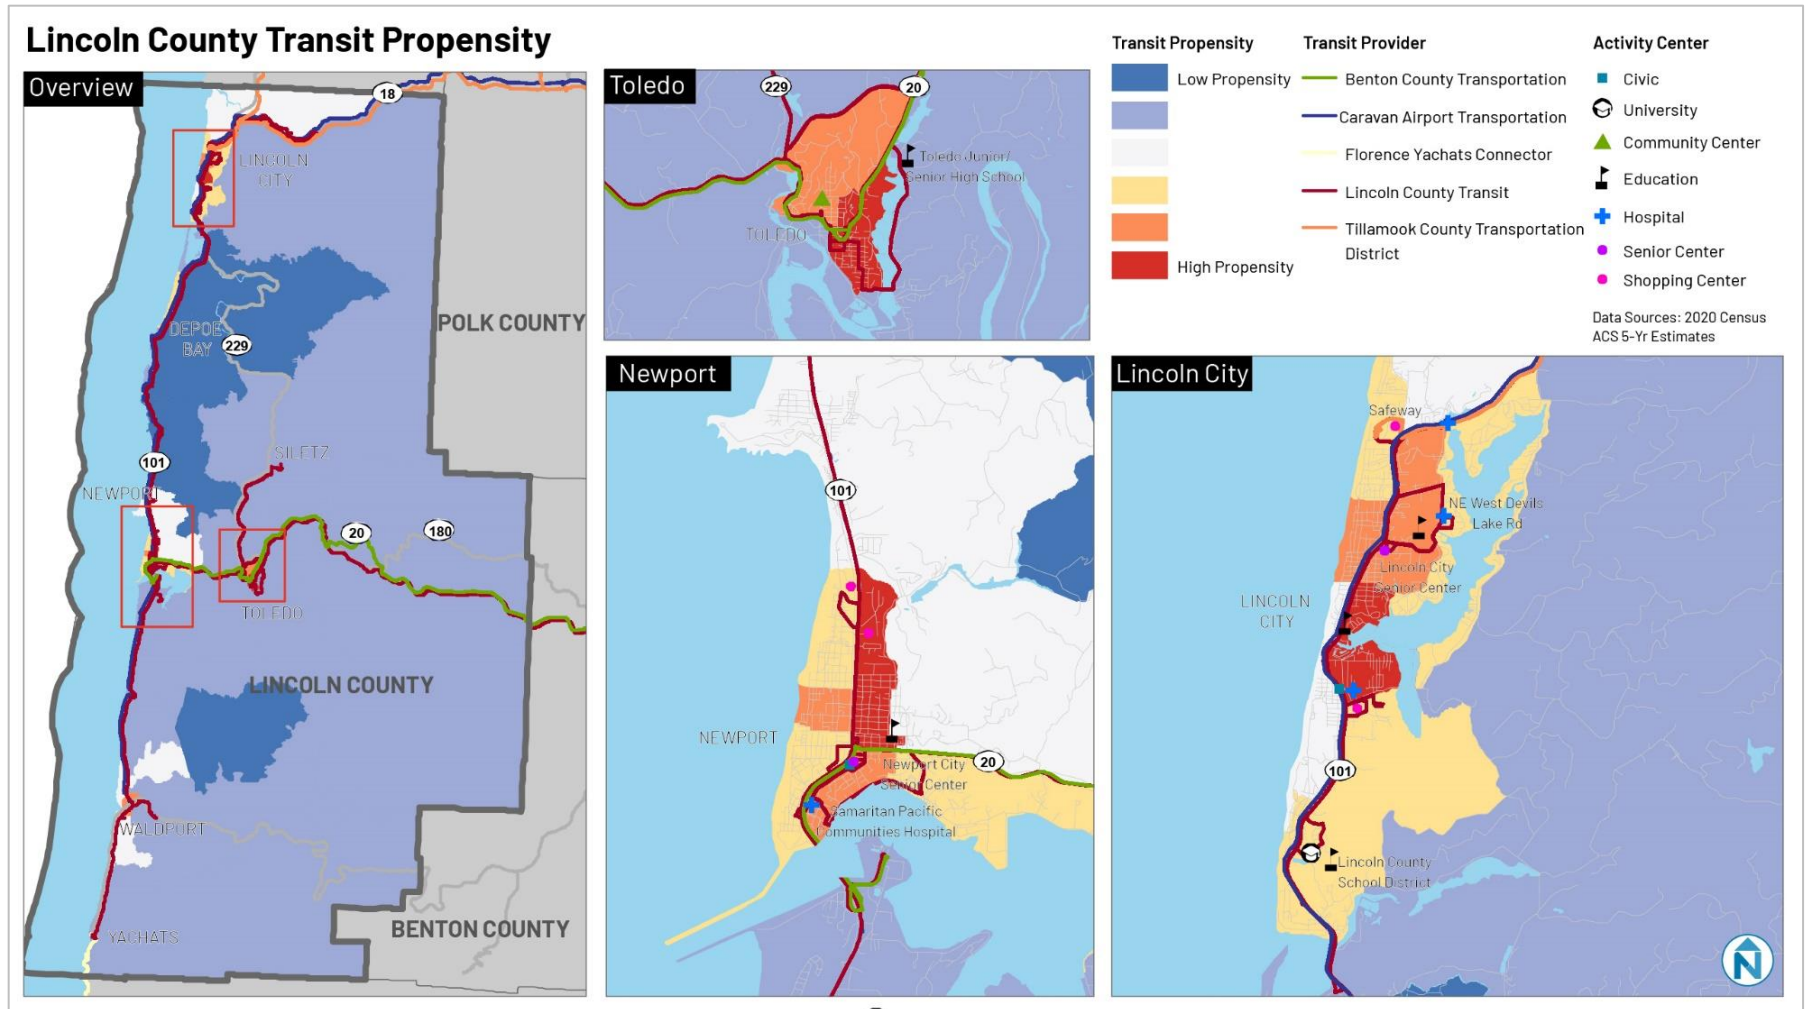 Lincoln County Transit Propensity
Overview
18
LINCOLN
CITY
POLK COUNTY
DEPOE
BAY
229
SILETZ
101
NEWPORT
20
180
TOLEDO
LINCOLN COUNTY
WALDPORT
BENTON COUNTY
YACHATS
Toledo
229
20
Toledo Junior/
Senior High School
TOLEDO
Newport
101
NEWPORT
20
Newport City
Senior Center
Samaritan Pacific
Communities Hospital
Transit Propensity
Low Propensity
High Propensity
Transit Provider
Benton County Transportation
Caravan Airport Transportation
Florence Yachats Connector
Lincoln County Transit
Tillamook County Transportation
District
Activity Center
Civic
University
Community Center
Education
Hospital
Senior Center
Shopping Center
Data Sources: 2020 Census
ACS 5-Yr Estimates
Lincoln City
Safeway
NE West Devils
Lake Rd
Lincoln City
Senior Center
LINCOLN
CITY
101
Lincoln County
School District
N